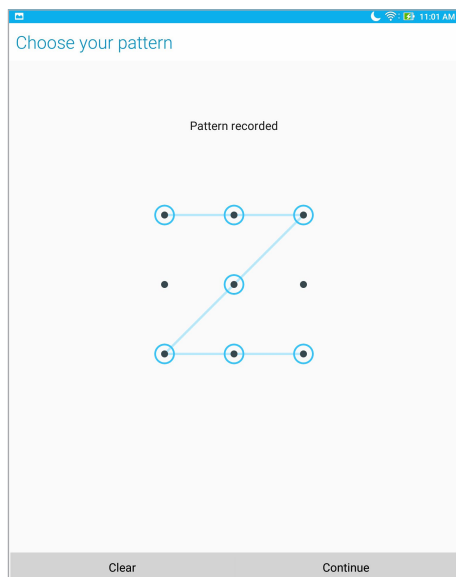 11:01 AM
Choose your pattern
Pattern recorded
Clear
Continue